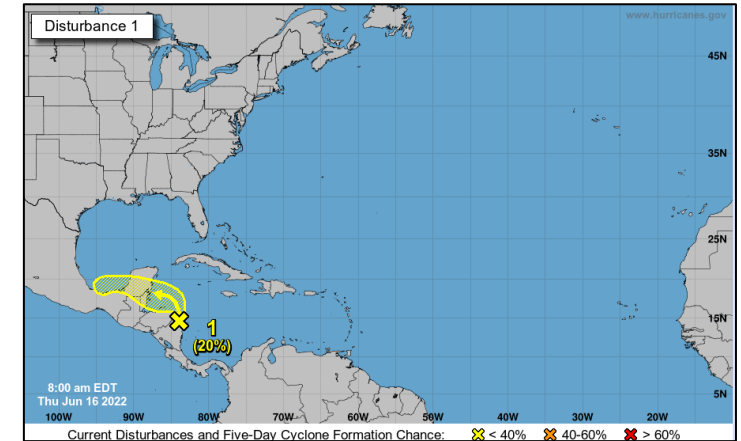 Disturbance 1
www.hurricanes.gov
45N
35N
25N
15N
5N
1
(20%)
8:00 am EDT
Thu Jun 16 2022
100W 90W 80W 70W 60W 50W 40W 30W 20W
Current Disturbances and Five-Day Cyclone Formation Chance: < 40% 40-60% > 60%